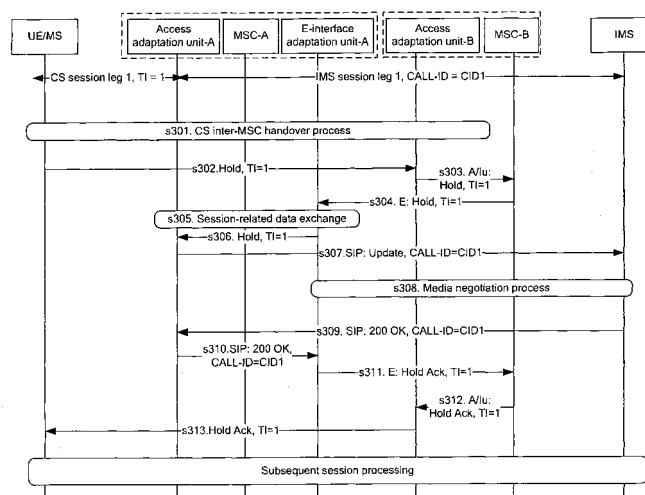 UE/MS
Access
adaptation unit-A
MSC-A
E-interface
adaptation unit-A
Access
adaptation unit-B
MSC-B
IMS
CS session leg 1, TI = 1
IMS session leg 1, CALL-ID = CID1
s301. CS inter-MSC handover process
s302.Hold, TI=1
s303. A/Iu:
Hold, TI=1
s304. E: Hold, TI=1
s305. Session-related data exchange
s306. Hold, TI=1
s307.SIP: Update, CALL-ID=CID1
s308. Media negotiation process
s309. SIP: 200 OK, CALL-ID=CID1
s310.SIP: 200 OK,
CALL-ID=CID1
s311. E: Hold Ack, TI=1
s312. A/Iu:
Hold Ack, TI=1
s313.Hold Ack, TI=1
Subsequent session processing